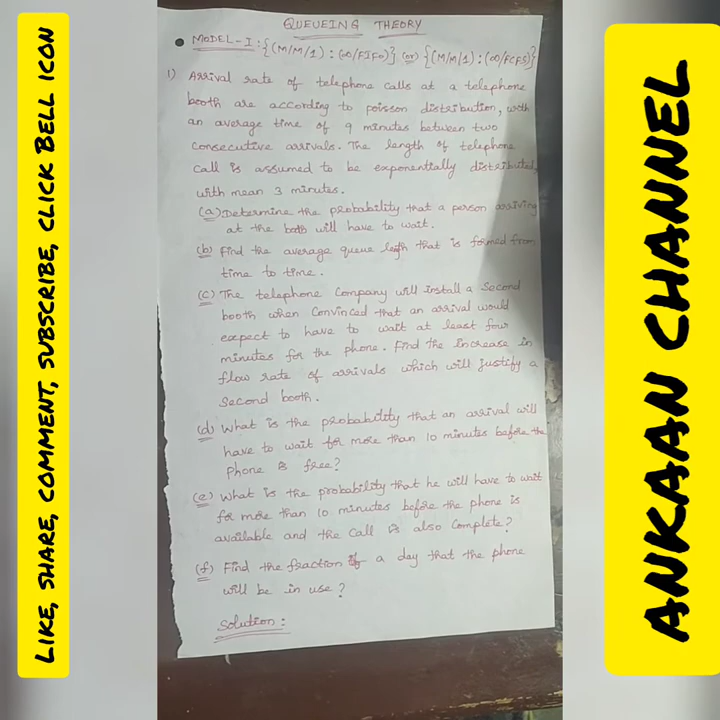 LIKE, SHARE, COMMENT, SUBSCRIBE, CLICK BELL ICON
QUEUEING THEORY
MODEL-I : {(M/M/1) : (∞/FIFO)} (or) {(M/M/1) : (∞/FCFS)}
1) Arrival rate of telephone calls at a telephone
booth are according to poisson distribution, with
an average time of 9 minutes between two
consecutive arrivals. The length of telephone
call is assumed to be exponentially distributed,
with mean 3 minutes.
(a) Determine the probability that a person arriving
at the both will have to wait.
(b) Find the average queue length that is formed from
time to time.
(c) The telephone Company will install a second
booth when convinced that an arrival would
expect to have to wait at least four
minutes for the phone. Find the increase in
flow rate of arrivals which will justify a
second booth.
(d) What is the probability that an arrival will
have to wait for more than 10 minutes before the
phone is free?
(e) What is the probability that he will have to wait
for more than 10 minutes before the phone is
available and the call is also complete?
(f) Find the fraction of a day that the phone
will be in use?
Solution :
ANKAAN CHANNEL